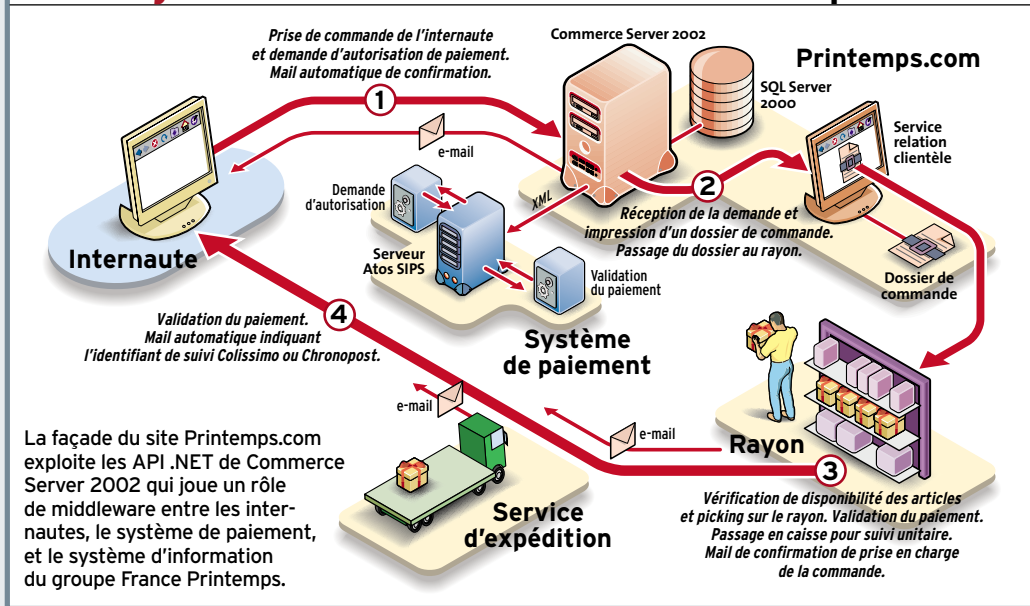 Prise de commande de l'internaute
et demande d'autorisation de paiement.
Mail automatique de confirmation.
Commerce Server 2002
Printemps.com
SQL Server
2000
1
e-mail
Service
relation
clientèle
2
XML
Demande
d'autorisation
Réception de la demande et
impression d'un dossier de commande.
Passage du dossier au rayon.
Internaute
Serveur
Atos SIPS
Validation
du paiement
Dossier de
commande
4
Validation du paiement.
Mail automatique indiquant
l'identifiant de suivi Colissimo ou Chronopost.
Système
de paiement
e-mail
e-mail
Rayon
3
La façade du site Printemps.com
exploite les API .NET de Commerce
Server 2002 qui joue un rôle
de middleware entre les inter-
nautes, le système de paiement,
et le système d'information
du groupe France Printemps.
Service
d'expédition
Vérification de disponibilité des articles
et picking sur le rayon. Validation du paiement.
Passage en caisse pour suivi unitaire.
Mail de confirmation de prise en charge
de la commande.